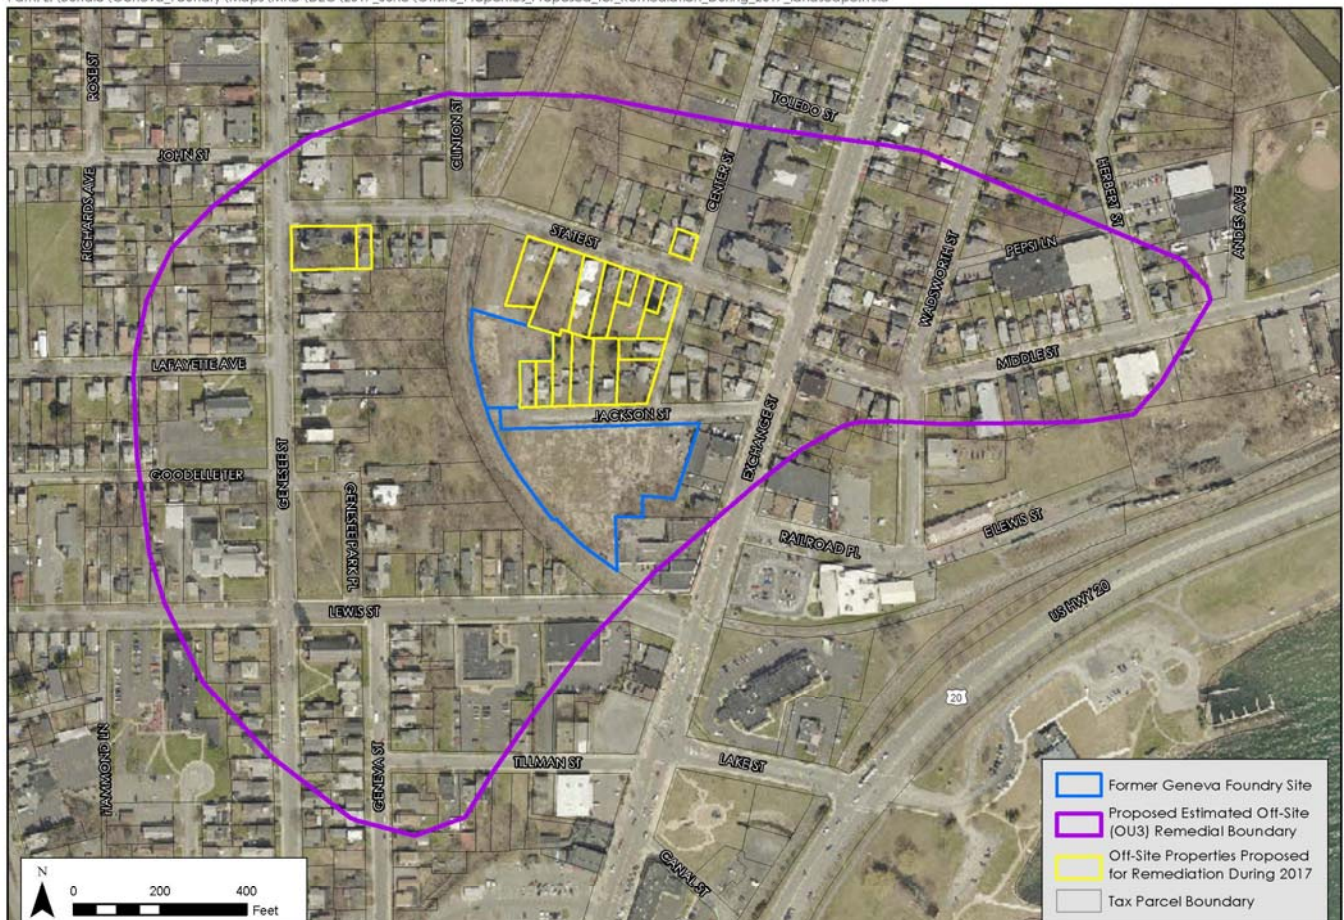 ROSE ST
CLINTON ST
TOLEDO ST
JOHN ST
CENTER ST
HERBERT ST
RICHARDS AVE
STATE ST
ANDES AVE
PEPSI LN
WADSWORTH ST
LAFAYETTE AVE
MIDDLE ST
JACKSON ST
EXCHANGE ST
GENESEE ST
GOODELLE TER
GENESEE PARK PL
E LEWIS ST
RAILROAD PL
LEWIS ST
US HWY 20
20
HAMMOND LN
GENEVA ST
TILLMAN ST
LAKE ST
CANAL ST
Former Geneva Foundry Site
Proposed Estimated Off-Site
(OU3) Remedial Boundary
Off-Site Properties Proposed
for Remediation During 2017
Tax Parcel Boundary
N
0 200 400
Feet